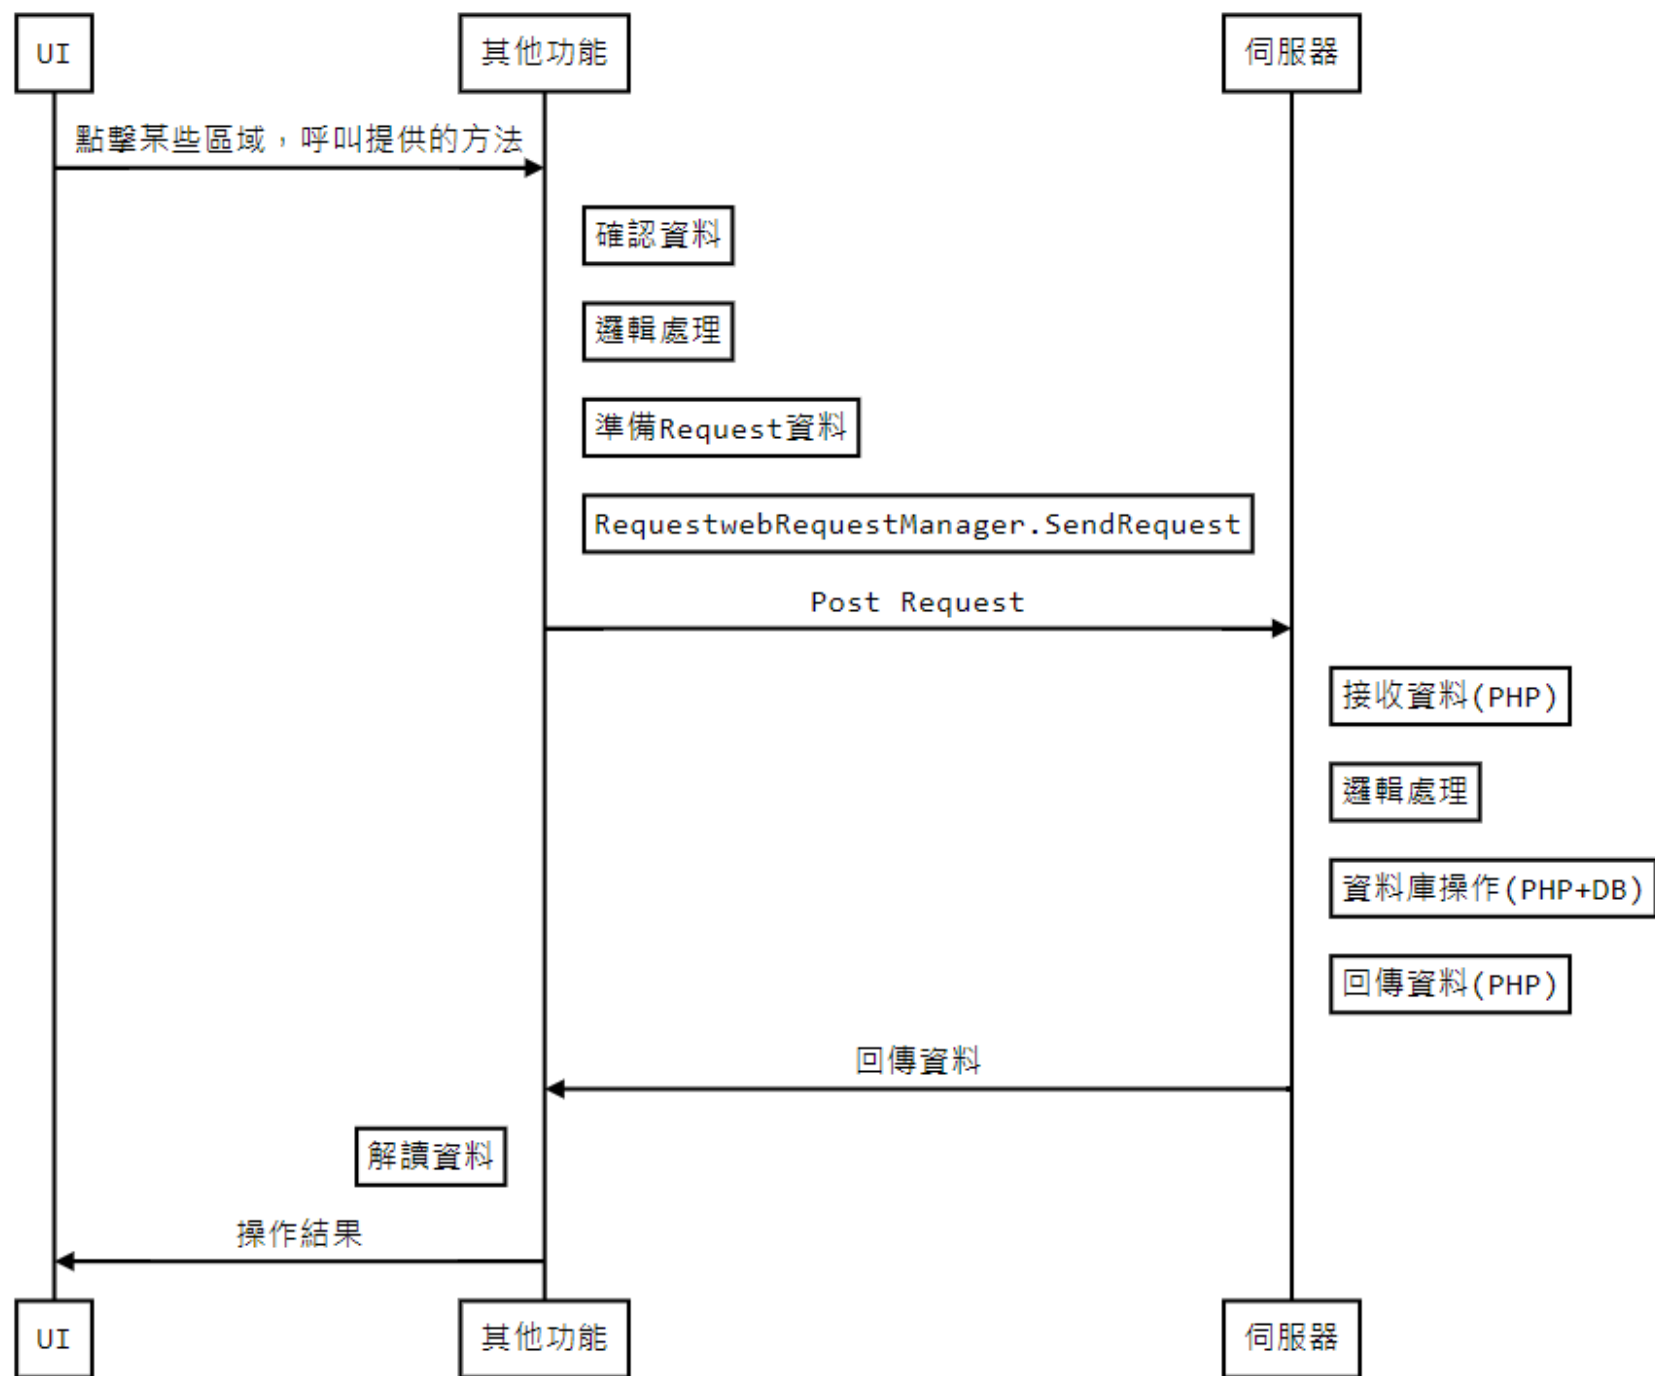 UI
其他功能
伺服器
點擊某些區域，呼叫提供的方法
確認資料
邏輯處理
準備Request資料
RequestwebRequestManager.SendRequest
Post Request
接收資料(PHP)
邏輯處理
資料庫操作(PHP+DB)
回傳資料(PHP)
回傳資料
解讀資料
操作結果
UI
其他功能
伺服器